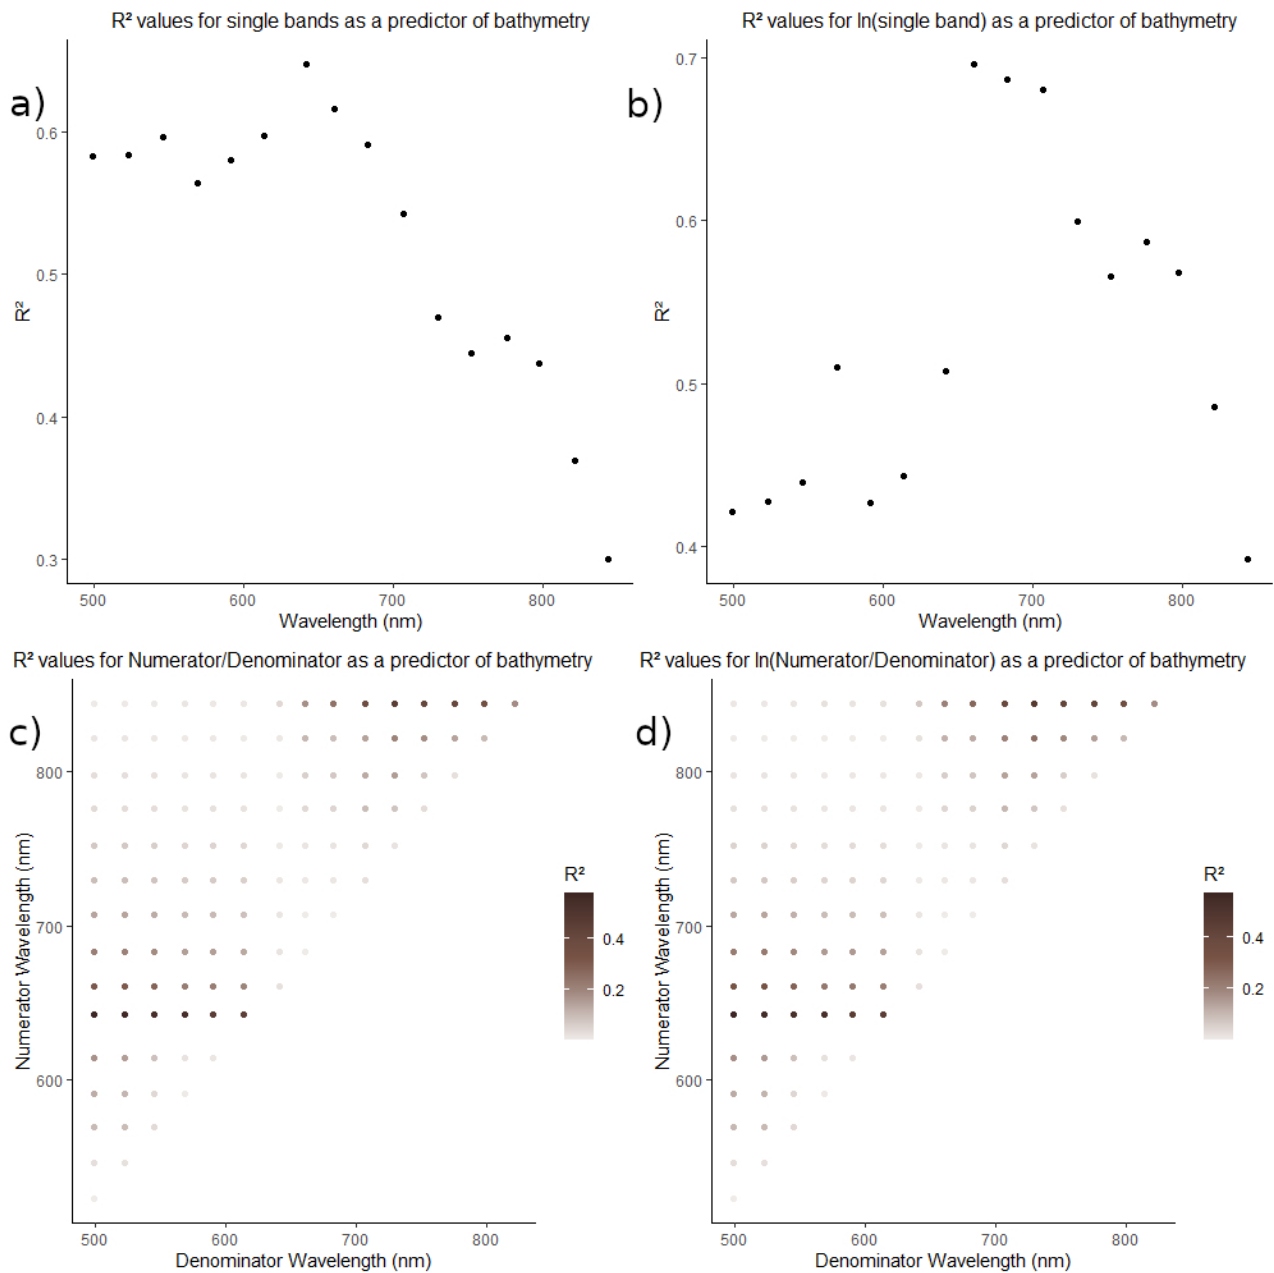 R² values for single bands as a predictor of bathymetry
a)
0.6
0.5
0.4
0.3
R²
500 600 700 800
Wavelength (nm)
R² values for ln(single band) as a predictor of bathymetry
b)
0.7
0.6
0.5
0.4
R²
500 600 700 800
Wavelength (nm)
R² values for Numerator/Denominator as a predictor of bathymetry
c)
800
700
600
Numerator Wavelength (nm)
R²
0.4
0.2
500 600 700 800
Denominator Wavelength (nm)
R² values for ln(Numerator/Denominator) as a predictor of bathymetry
d)
800
700
600
Numerator Wavelength (nm)
R²
0.4
0.2
500 600 700 800
Denominator Wavelength (nm)